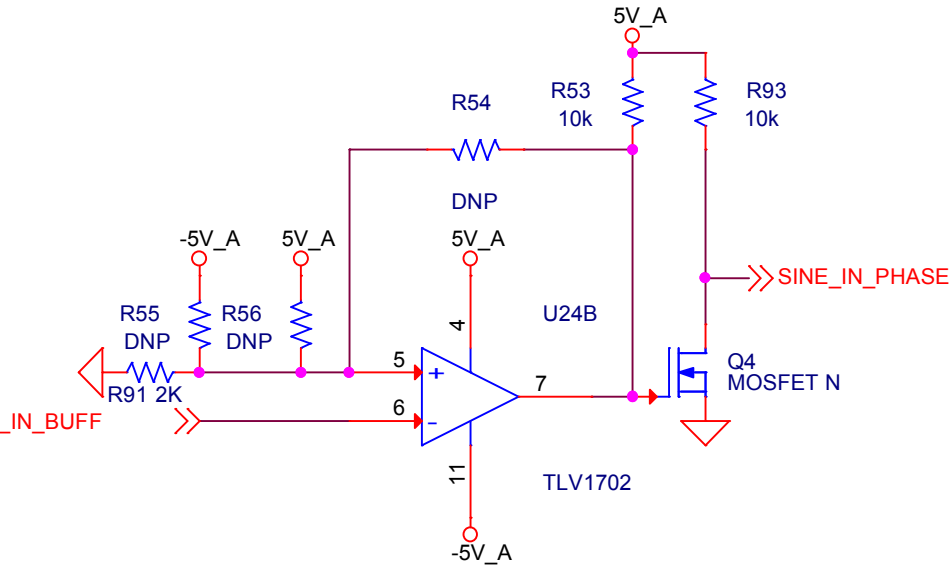 5V_A
R54
R53
10k
R93
10k
DNP
-5V_A
5V_A
5V_A
SINE_IN_PHASE
R55
DNP
R56
DNP
4
U24B
5
+
Q4
MOSFET N
R91 2K
7
6
-
_IN_BUFF
11
TLV1702
-5V_A